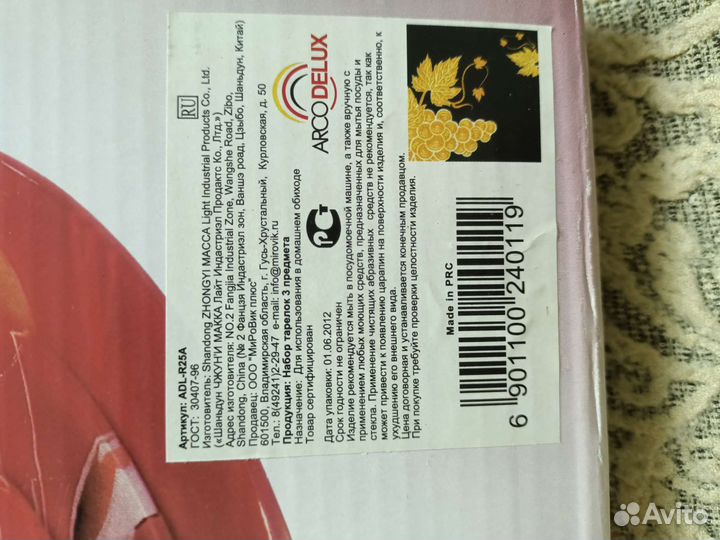 RU
Артикул: ADL-R25A
ГОСТ: 30407-96
Изготовитель: Shandong ZHONGYI MACCA Light Industrial Products Co., Ltd.
(«Шаньдун ЧЖУНГИ МАККА Лайт Индастриэл Продактс Ко., Лтд.»)
Адрес изготовителя: NO.2 Fangjia Industrial Zone, Wangshe Road, Zibo,
Shandong, China (№ 2 Фанцзя Индастриэл зон, Ваншэ роад, Цзыбо, Шаньдун, Китай)
Продавец: ООО "МиРоВик плюс"
601500, Владимирская область, г. Гусь-Хрустальный, Курловская, д. 50
Тел.: 8(49241)2-29-47 e-mail: info@mirovik.ru
Продукция: Набор тарелок 3 предмета
Назначение: Для использования в домашнем обиходе
Товар сертифицирован
Дата упаковки: 01.06.2012
Срок годности не ограничен
Изделие рекомендуется мыть в посудомоечной машине, а также вручную с
применением любых моющих средств, предназначенных для мытья посуды и
стекла. Применение чистящих абразивных средств не рекомендуется, так как
может привести к появлению царапин на поверхности изделия и, соответственно, к
ухудшению его внешнего вида.
Цена договорная и устанавливается конечным продавцом.
При покупке требуйте проверки целостности изделия.
РСТ
ARCODELUX
Made in PRC
6 901100 240119
Avito